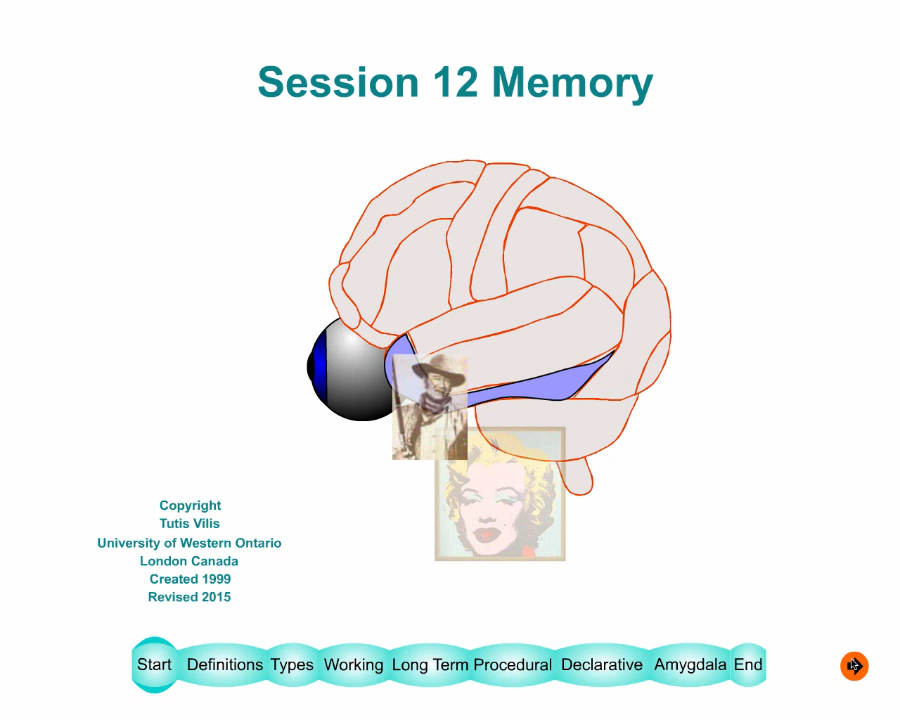 Session 12 Memory
Copyright
Tutis Vilis
University of Western Ontario
London Canada
Created 1999
Revised 2015
Start Definitions Types Working Long Term Procedural Declarative Amygdala End